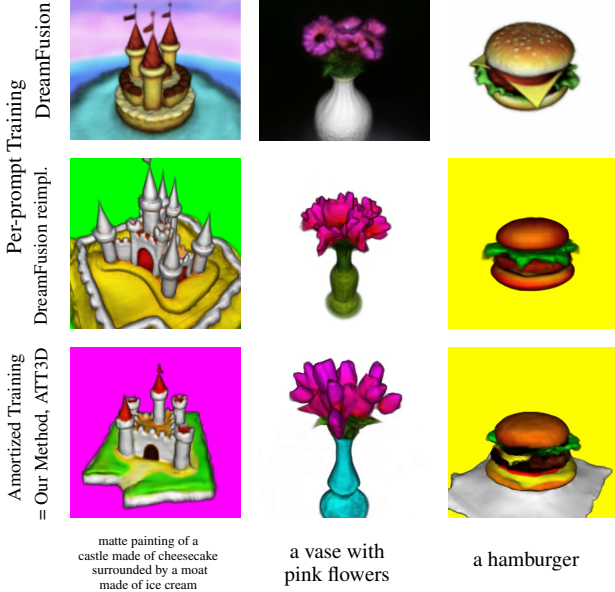 Per-prompt Training
DreamFusion
DreamFusion reimpl.
Amortized Training
= Our Method, ATT3D
matte painting of a
castle made of cheesecake
surrounded by a moat
made of ice cream
a vase with
pink flowers
a hamburger